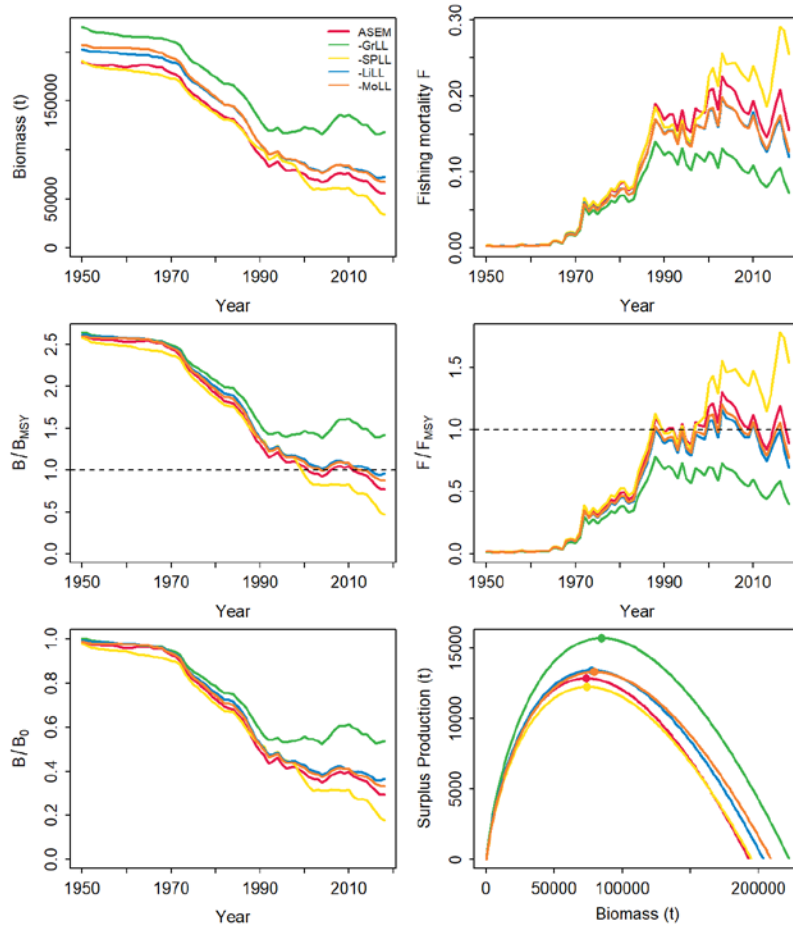 ASEM
-GrLL
-SPLL
-LiLL
-MoLL
Biomass (t)
0 50000 150000
1950 1970 1990 2010
Year
Fishing mortality F
0.00 0.10 0.20 0.30
1950 1970 1990 2010
Year
B/BMSY
0.0 0.5 1.0 1.5 2.0 2.5
1950 1970 1990 2010
Year
F/FMSY
0.0 0.5 1.0 1.5
1950 1970 1990 2010
Year
B/B0
0.0 0.2 0.4 0.6 0.8 1.0
1950 1970 1990 2010
Year
Surplus Production (t)
0 5000 10000 15000
0 50000 100000 200000
Biomass (t)